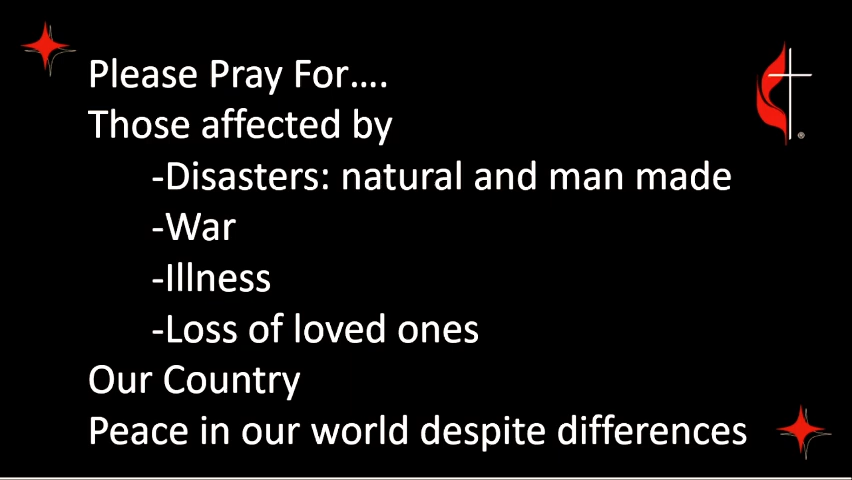 Please Pray For….
Those affected by
-Disasters: natural and man made
-War
-Illness
-Loss of loved ones
Our Country
Peace in our world despite differences